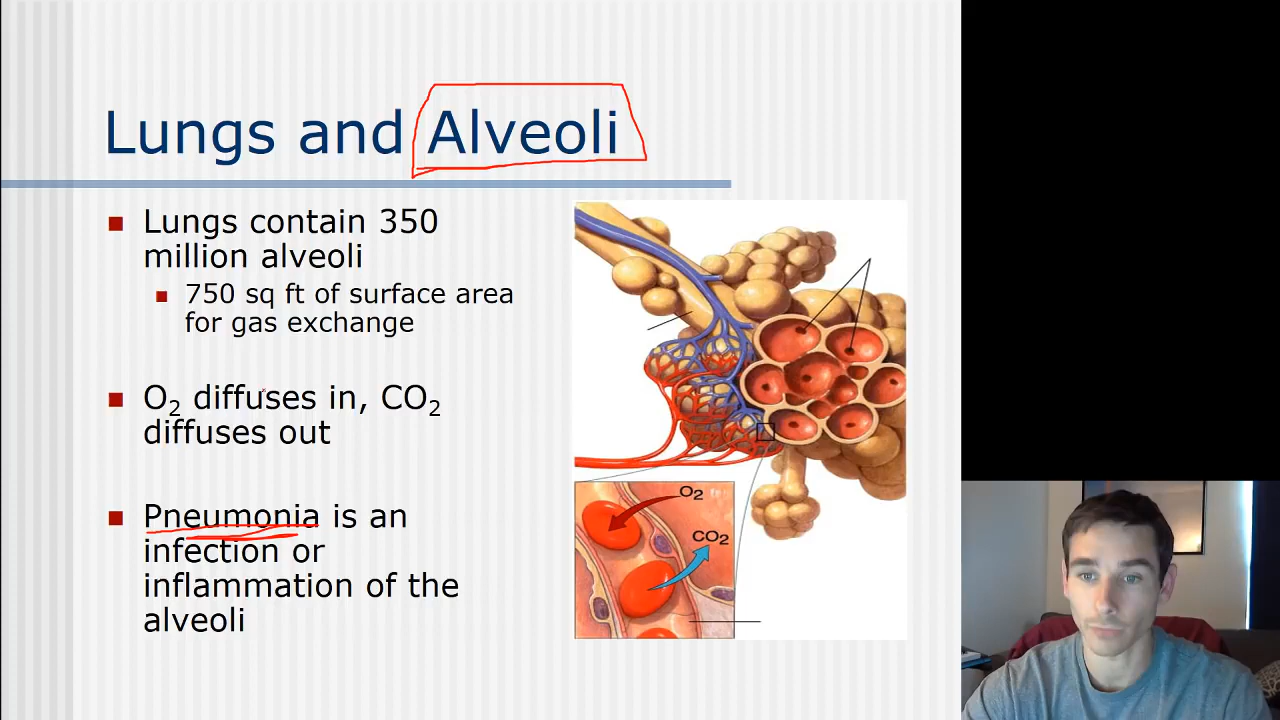 Lungs and Alveoli
Lungs contain 350
million alveoli
750 sq ft of surface area
for gas exchange
O₂ diffuses in, CO₂
diffuses out
Pneumonia is an
infection or
inflammation of the
alveoli
O₂
CO₂